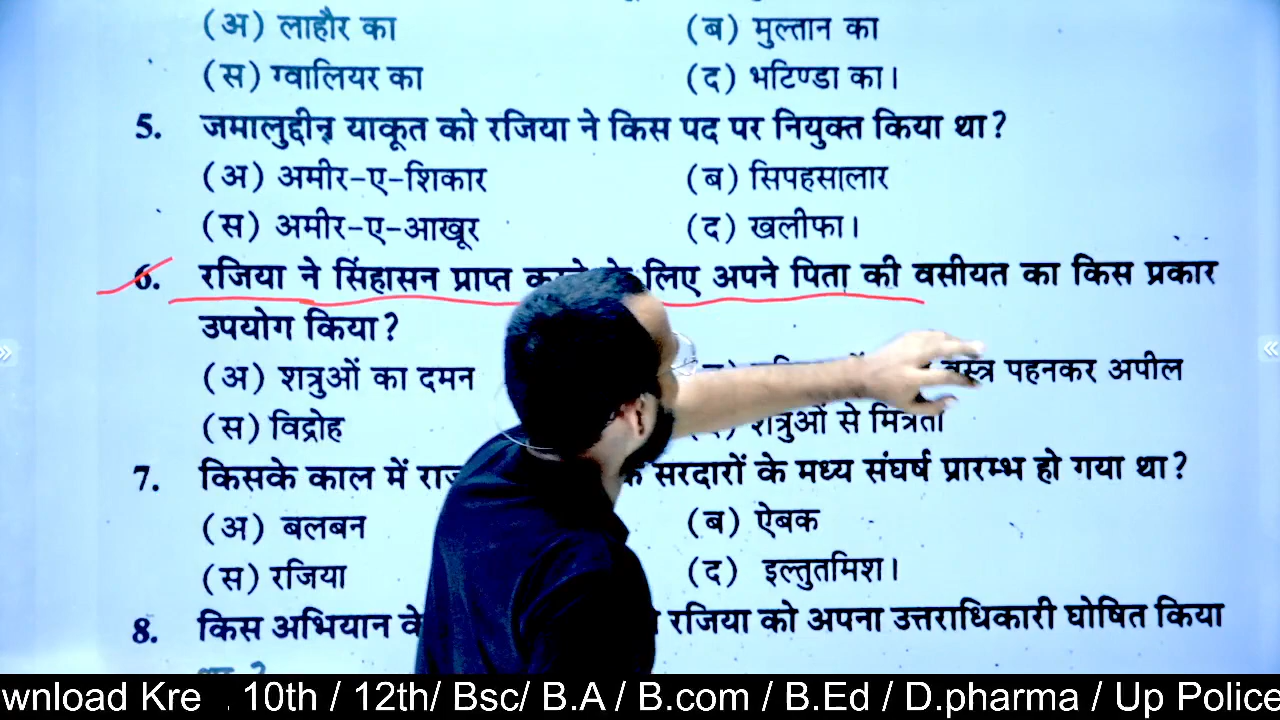 (अ) लाहौर का (ब) मुल्तान का
(स) ग्वालियर का (द) भटिण्डा का।
5. जमालुद्दीन याकूत को रजिया ने किस पद पर नियुक्त किया था?
(अ) अमीर-ए-शिकार (ब) सिपहसालार
(स) अमीर-ए-आखूर (द) खलीफा।
6. रजिया ने सिंहासन प्राप्त लिए अपने पिता की वसीयत का किस प्रकार
उपयोग किया?
(अ) शत्रुओं का दमन वस्त्र पहनकर अपील
(स) विद्रोह शत्रुओं से मित्रता
7. किसके काल में के सरदारों के मध्य संघर्ष प्रारम्भ हो गया था?
(अ) बलबन (ब) ऐबक
(स) रजिया (द) इल्तुतमिश।
8. किस अभियान रजिया को अपना उत्तराधिकारी घोषित किया
wnload Kre . 10th / 12th/ Bsc/ B.A / B.com / B.Ed / D.pharma / Up Police